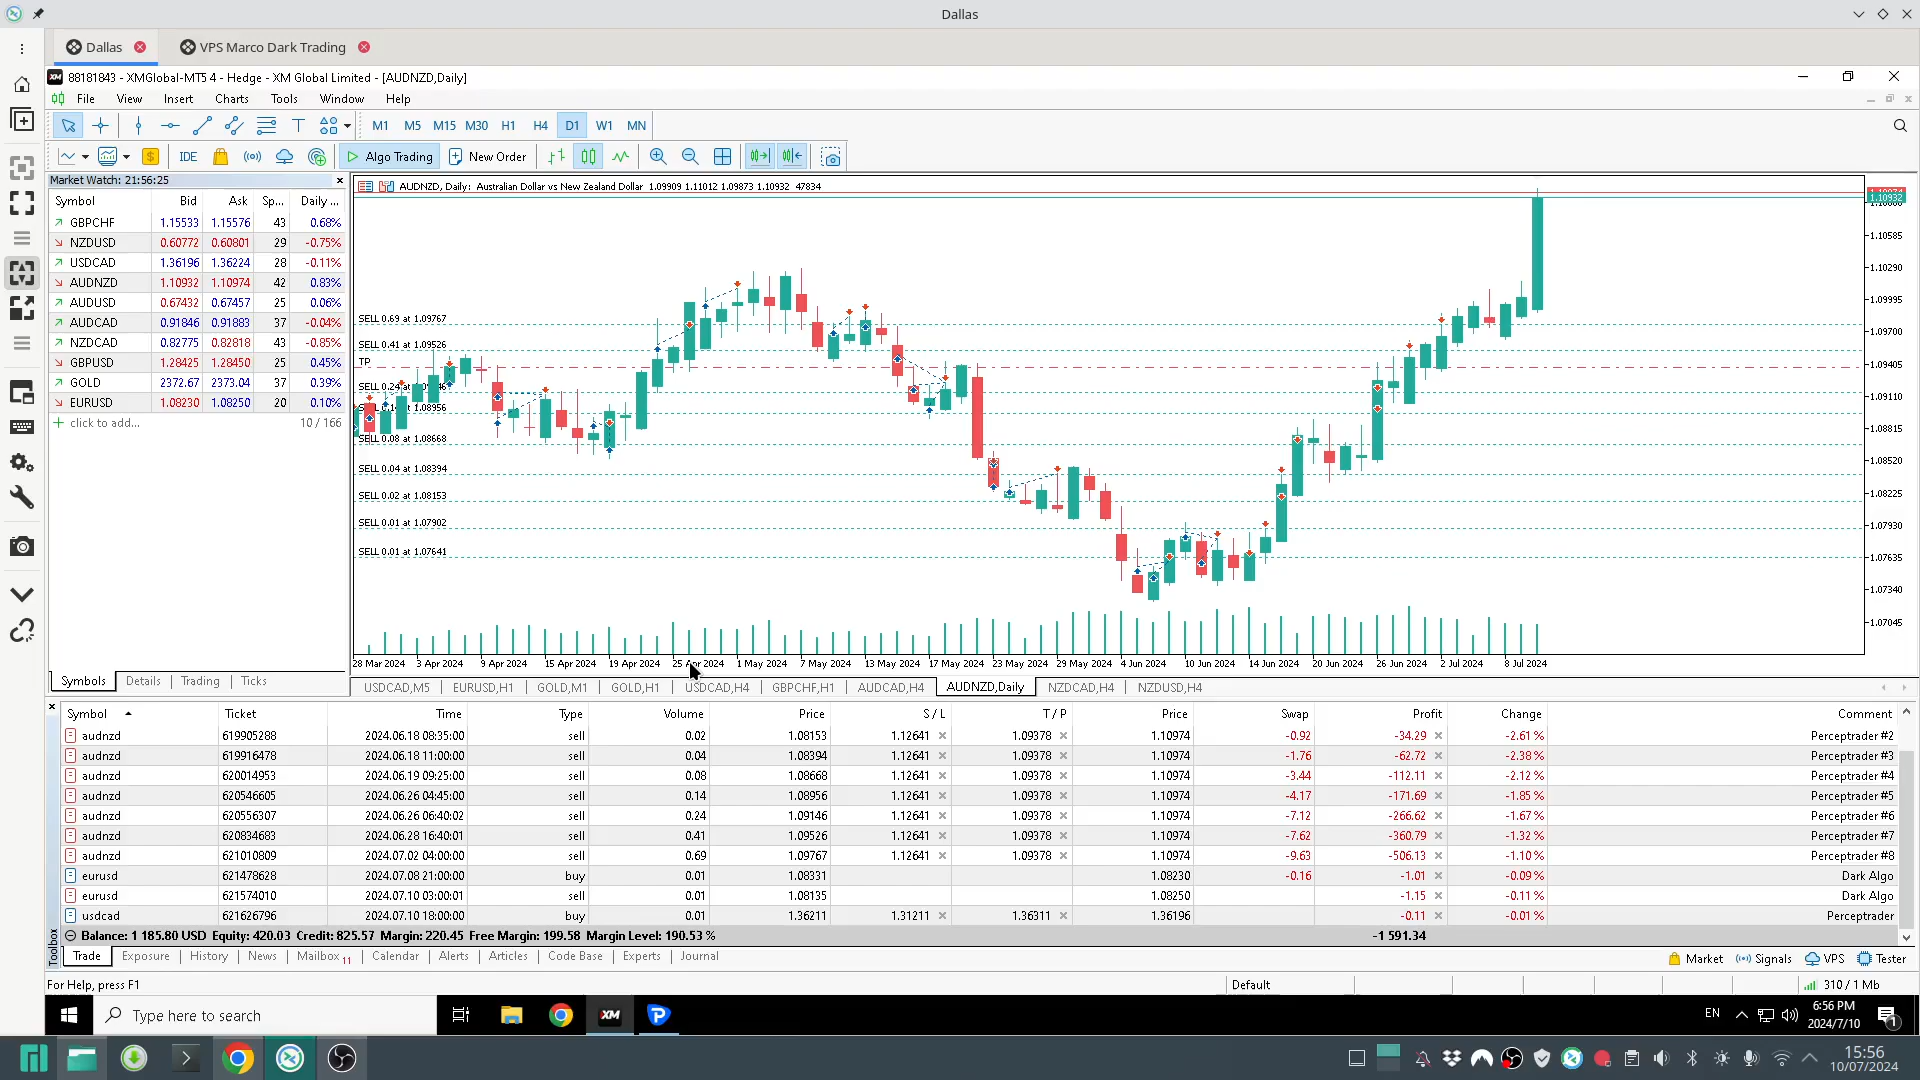 Dallas
Dallas
VPS Marco Dark Trading
88181843 - XMGlobal-MT5 4 - Hedge - XM Global Limited - [AUDNZD,Daily]
File View Insert Charts Tools Window Help
M1 M5 M15 M30 H1 H4 D1 W1 MN
IDE Algo Trading New Order
Market Watch: 21:56:25
Symbol Bid Ask Sp... Daily ...
GBPCHF 1.15533 1.15576 43 0.68%
NZDUSD 0.60772 0.60801 29 -0.75%
USDCAD 1.36196 1.36224 28 -0.11%
AUDNZD 1.10932 1.10974 42 0.83%
AUDUSD 0.67432 0.67457 25 0.06%
AUDCAD 0.91846 0.91883 37 -0.04%
NZDCAD 0.82775 0.82818 43 -0.85%
GBPUSD 1.28425 1.28450 25 0.45%
GOLD 2372.67 2373.04 37 0.39%
EURUSD 1.08230 1.08250 20 0.10%
click to add... 10 / 166
Symbols Details Trading Ticks
AUDNZD, Daily: Australian Dollar vs New Zealand Dollar 1.09909 1.11012 1.09873 1.10932 47834
SELL 0.69 at 1.09767
SELL 0.41 at 1.09526
TP
SELL 0.24
1.08956
SELL 0.08 at 1.08668
SELL 0.04 at 1.08394
SELL 0.02 at 1.08153
SELL 0.01 at 1.07902
SELL 0.01 at 1.07641
1.10932
1.10585
1.10290
1.09995
1.09700
1.09405
1.09110
1.08815
1.08520
1.08225
1.07930
1.07635
1.07340
1.07045
28 Mar 2024 3 Apr 2024 9 Apr 2024 15 Apr 2024 19 Apr 2024 25 Apr 2024 1 May 2024 7 May 2024 13 May 2024 17 May 2024 23 May 2024 29 May 2024 4 Jun 2024 10 Jun 2024 14 Jun 2024 20 Jun 2024 26 Jun 2024 2 Jul 2024 8 Jul 2024
USDCAD,M5 EURUSD,H1 GOLD,M1 GOLD,H1 USDCAD,H4 GBPCHF,H1 AUDCAD,H4 AUDNZD,Daily NZDCAD,H4 NZDUSD,H4
Symbol Ticket Time Type Volume Price S / L T / P Price Swap Profit Change Comment
audnzd 619905288 2024.06.18 08:35:00 sell 0.02 1.08153 1.12641 1.09378 1.10974 -0.92 -34.29 -2.61 % Perceptrader #2
audnzd 619916478 2024.06.18 11:00:00 sell 0.04 1.08394 1.12641 1.09378 1.10974 -1.76 -62.72 -2.38 % Perceptrader #3
audnzd 620014953 2024.06.19 09:25:00 sell 0.08 1.08668 1.12641 1.09378 1.10974 -3.44 -112.11 -2.12 % Perceptrader #4
audnzd 620546605 2024.06.26 04:45:00 sell 0.14 1.08956 1.12641 1.09378 1.10974 -4.17 -171.69 -1.85 % Perceptrader #5
audnzd 620556307 2024.06.26 06:40:02 sell 0.24 1.09146 1.12641 1.09378 1.10974 -7.12 -266.62 -1.67 % Perceptrader #6
audnzd 620834683 2024.06.28 16:40:01 sell 0.41 1.09526 1.12641 1.09378 1.10974 -7.62 -360.79 -1.32 % Perceptrader #7
audnzd 621010809 2024.07.02 04:00:00 sell 0.69 1.09767 1.12641 1.09378 1.10974 -9.63 -506.13 -1.10 % Perceptrader #8
eurusd 621478628 2024.07.08 21:00:00 buy 0.01 1.08331 1.08230 -0.16 -1.01 -0.09 % Dark Algo
eurusd 621574010 2024.07.10 03:00:01 sell 0.01 1.08135 1.08250 -1.15 -0.11 % Dark Algo
usdcad 621626796 2024.07.10 18:00:00 buy 0.01 1.36211 1.31211 1.36311 1.36196 -0.11 -0.01 % Perceptrader
Balance: 1 185.80 USD Equity: 420.03 Credit: 825.57 Margin: 220.45 Free Margin: 199.58 Margin Level: 190.53 % -1 591.34
Toolbox
Trade Exposure History News Mailbox 11 Calendar Alerts Articles Code Base Experts Journal
Market Signals VPS Tester
For Help, press F1 Default 310 / 1 Mb
Type here to search
XM
EN 6:56 PM
2024/7/10
1
15:56
10/07/2024